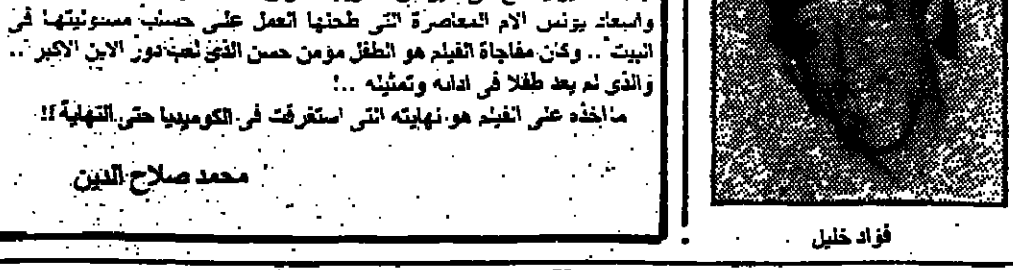 واسعاد يونس الام المعاصرة التى طحنها العمل على حساب مسئوليتها فى
البيت .. وكان مفاجاة الفيلم هو الطفل مؤمن حسن الذى لعب دور الابن الاكبر ..
والذى لم يعد طفلا فى ادائه وتمثيله ..!
ماأخذه على الفيلم هو نهايته التى استغرقت فى الكوميديا حتى النهاية !!
محمد صلاح الدين
فؤاد خليل